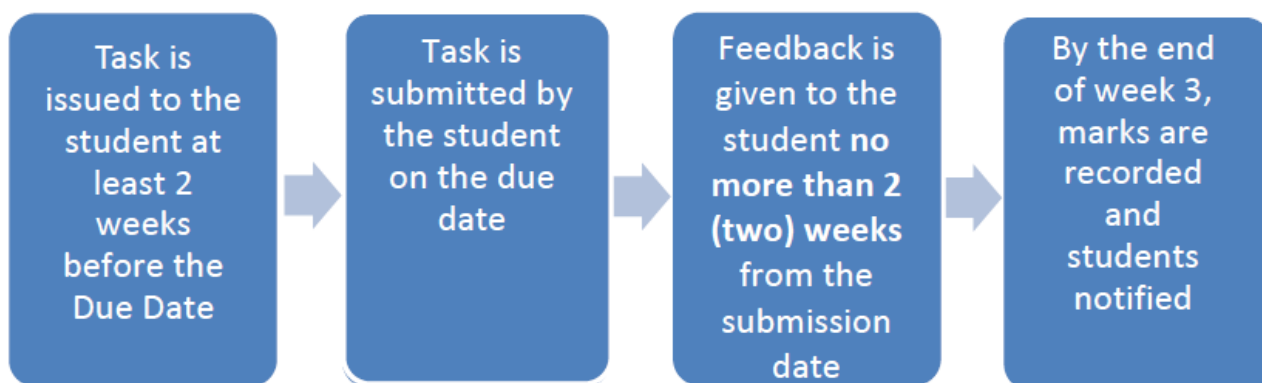 Task is
issued to the
student at
least 2
weeks
before the
Due Date
Task is
submitted by
the student
on the due
date
Feedback is
given to the
student no
more than 2
(two) weeks
from the
submission
date
By the end
of week 3,
marks are
recorded
and
students
notified